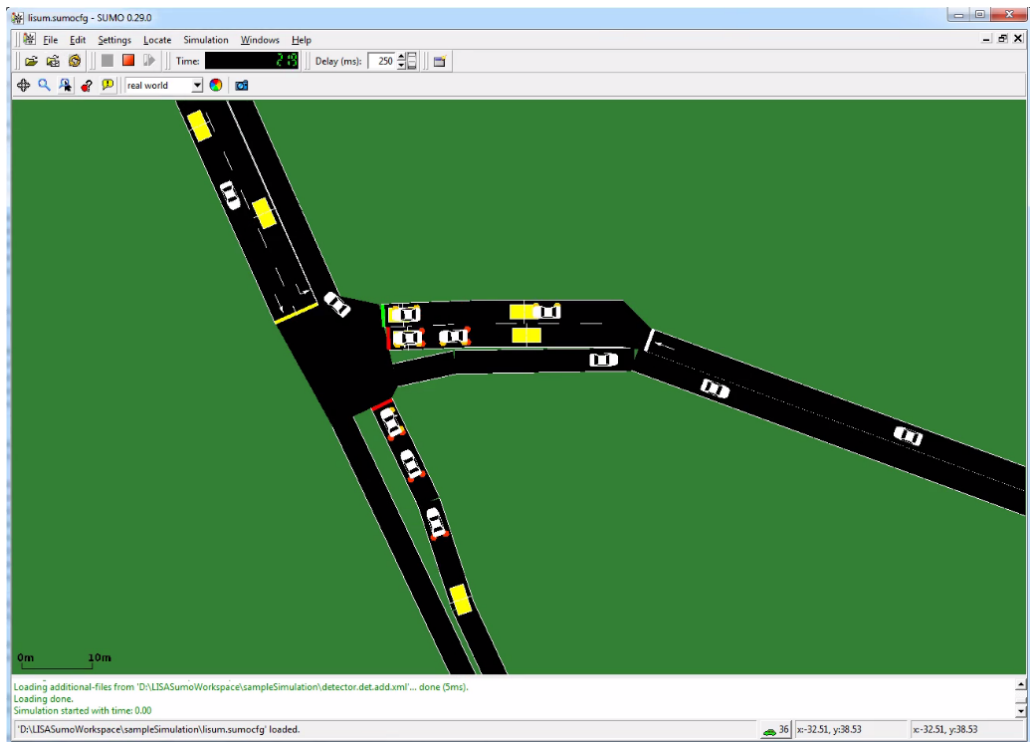 lisum.sumocfg - SUMO 0.29.0
File Edit Settings Locate Simulation Windows Help
Time: 219 Delay (ms): 250
real world
0m 10m
Loading additional-files from 'D:\LISASumoWorkspace\sampleSimulation\detector.det.add.xml'... done (5ms).
Loading done.
Simulation started with time: 0.00
'D:\LISASumoWorkspace\sampleSimulation\lisum.sumocfg' loaded. 36 x:-32.51, y:38.53 x:-32.51, y:38.53